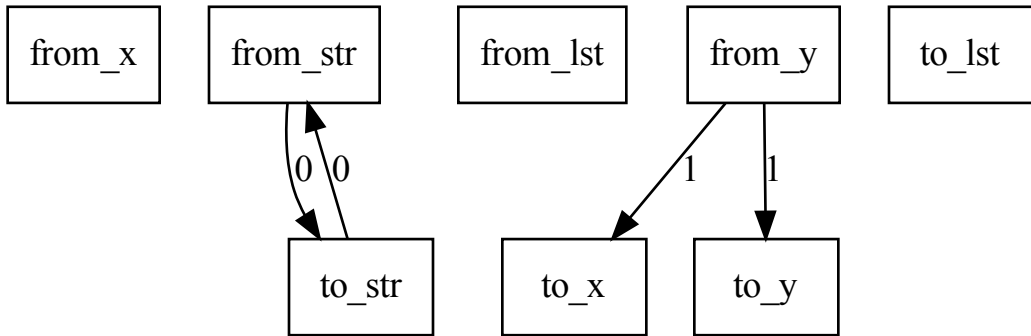 from_x
from_str
from_lst
from_y
to_lst
0
0
1
1
to_str
to_x
to_y